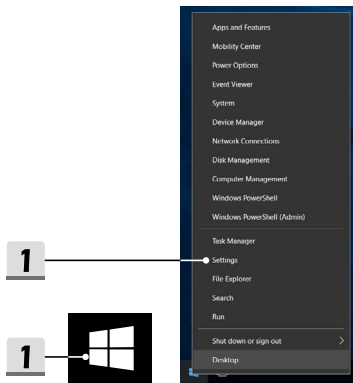 Apps and Features
Mobility Center
Power Options
Event Viewer
System
Device Manager
Network Connections
Disk Management
Computer Management
Windows PowerShell
Windows PowerShell (Admin)
Task Manager
1
Settings
File Explorer
Search
Run
Shut down or sign out
1
Desktop